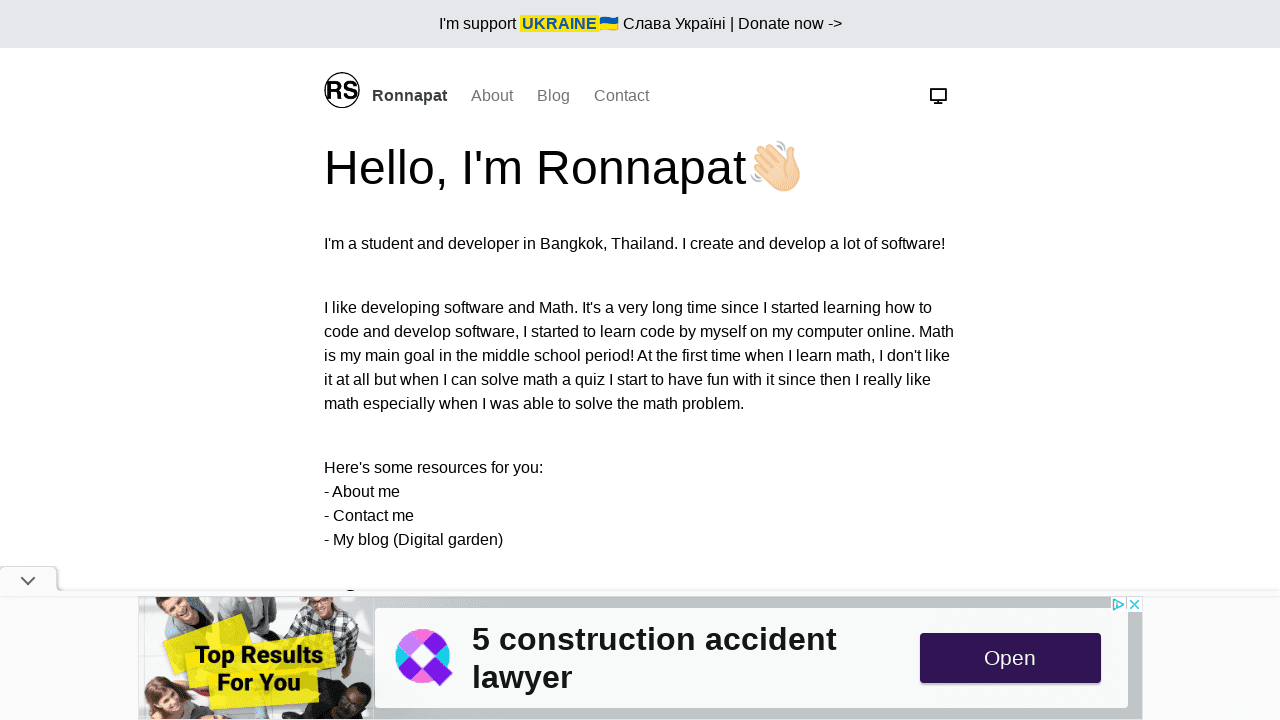 I'm support UKRAINE🇺🇦 Слава Україні | Donate now ->
RS Ronnapat About Blog Contact
Hello, I'm Ronnapat👋🏻
I'm a student and developer in Bangkok, Thailand. I create and develop a lot of software!
I like developing software and Math. It's a very long time since I started learning how to
code and develop software, I started to learn code by myself on my computer online. Math
is my main goal in the middle school period! At the first time when I learn math, I don't like
it at all but when I can solve math a quiz I start to have fun with it since then I really like
math especially when I was able to solve the math problem.
Here's some resources for you:
- About me
- Contact me
- My blog (Digital garden)
Top Results
For You
5 construction accident
lawyer
Open